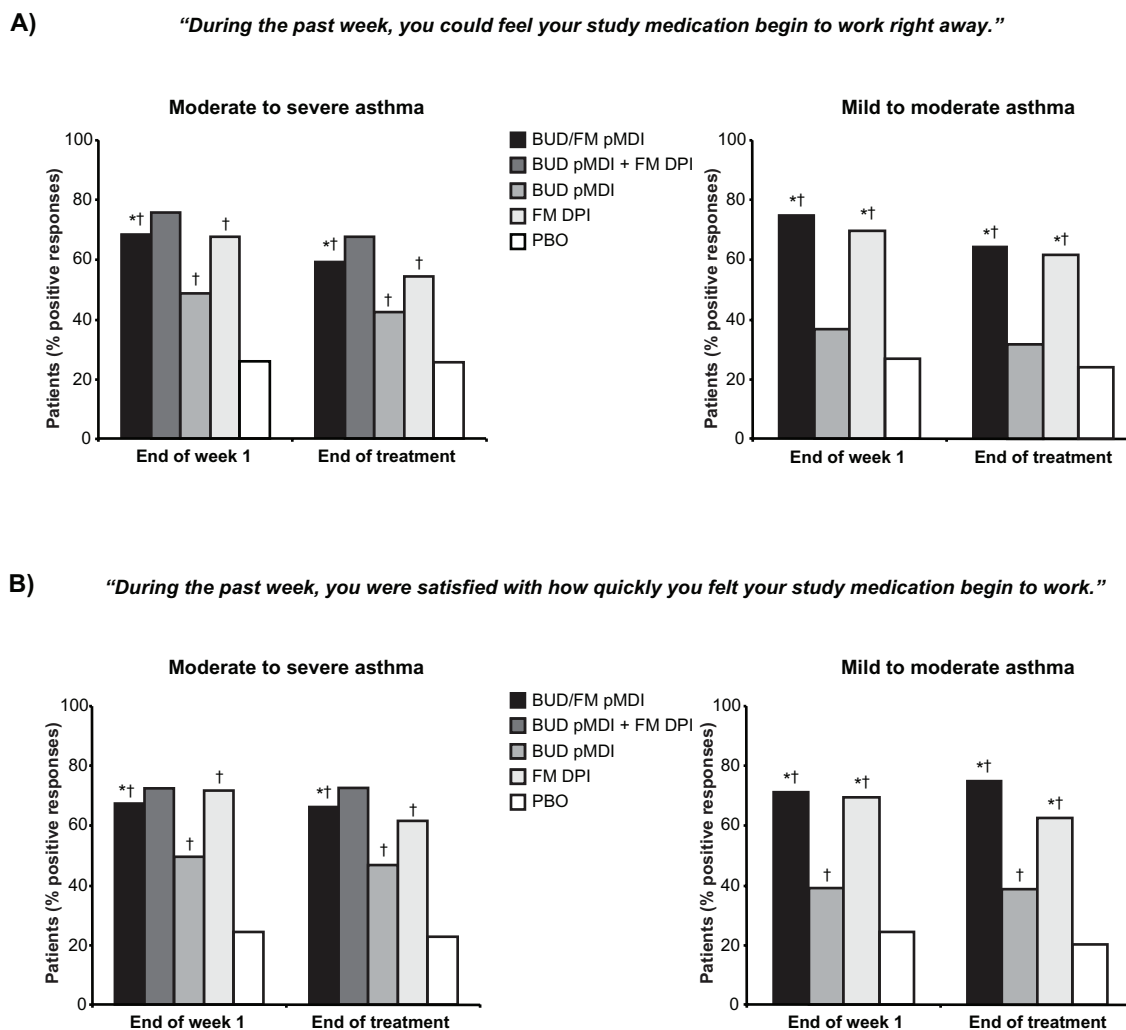 A)
“During the past week, you could feel your study medication begin to work right away.”
Moderate to severe asthma
Patients (% positive responses)
100
80
60
40
20
0
*†
†
†
*†
†
†
End of week 1
End of treatment
BUD/FM pMDI
BUD pMDI + FM DPI
BUD pMDI
FM DPI
PBO
Mild to moderate asthma
Patients (% positive responses)
100
80
60
40
20
0
*†
*†
*†
*†
End of week 1
End of treatment
B)
“During the past week, you were satisfied with how quickly you felt your study medication begin to work.”
Moderate to severe asthma
Patients (% positive responses)
100
80
60
40
20
0
*†
†
†
*†
†
†
End of week 1
End of treatment
BUD/FM pMDI
BUD pMDI + FM DPI
BUD pMDI
FM DPI
PBO
Mild to moderate asthma
Patients (% positive responses)
100
80
60
40
20
0
*†
†
*†
*†
†
*†
End of week 1
End of treatment